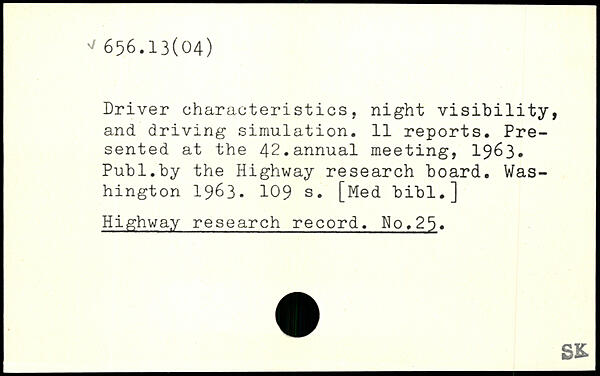 ✓ 656.13(04)
Driver characteristics, night visibility,
and driving simulation. 11 reports. Pre-
sented at the 42.annual meeting, 1963.
Publ.by the Highway research board. Was-
hington 1963. 109 s. [Med bibl.]
Highway research record. No.25.
SK